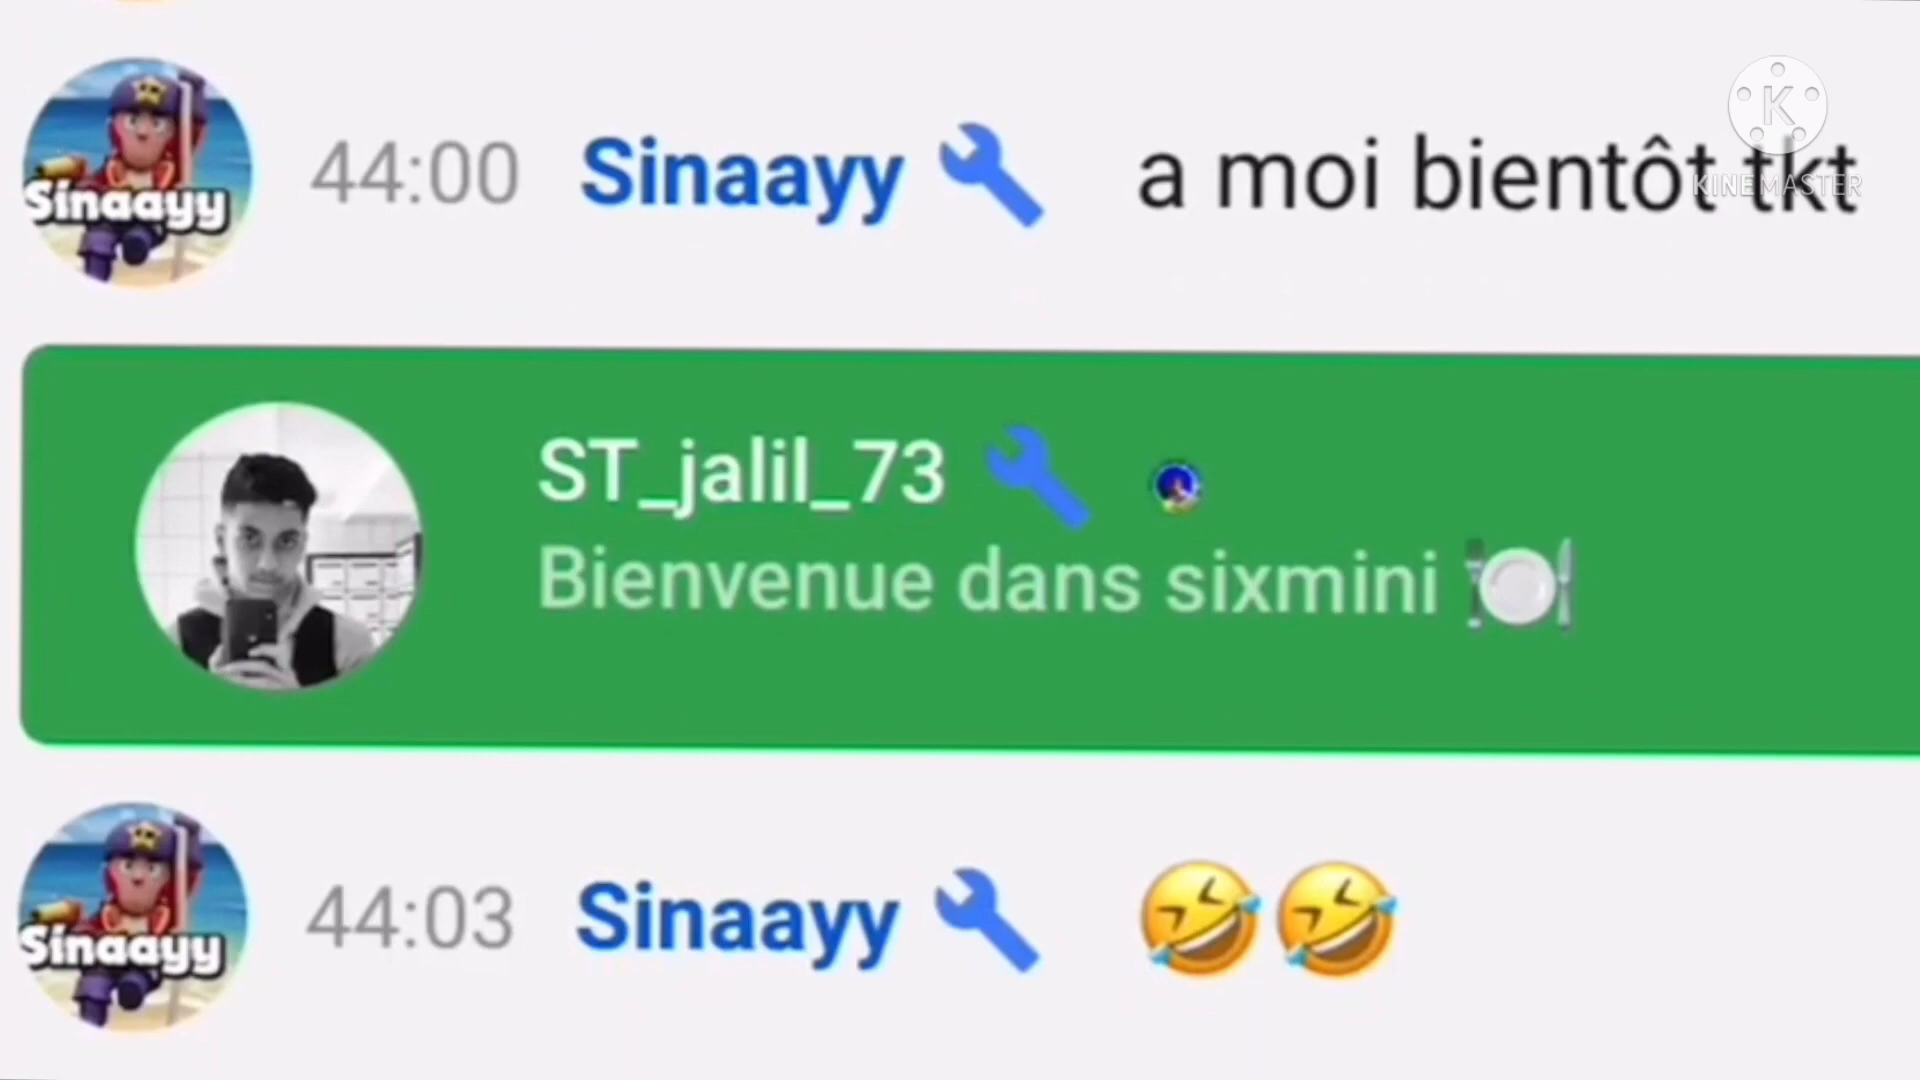 Sinaayy
44:00 Sinaayy 🔧 a moi bientôt tkt
K
KINEMASTER
ST_jalil_73 🔧
Bienvenue dans sixmini 🍽️
Sinaayy
44:03 Sinaayy 🔧 🤣🤣